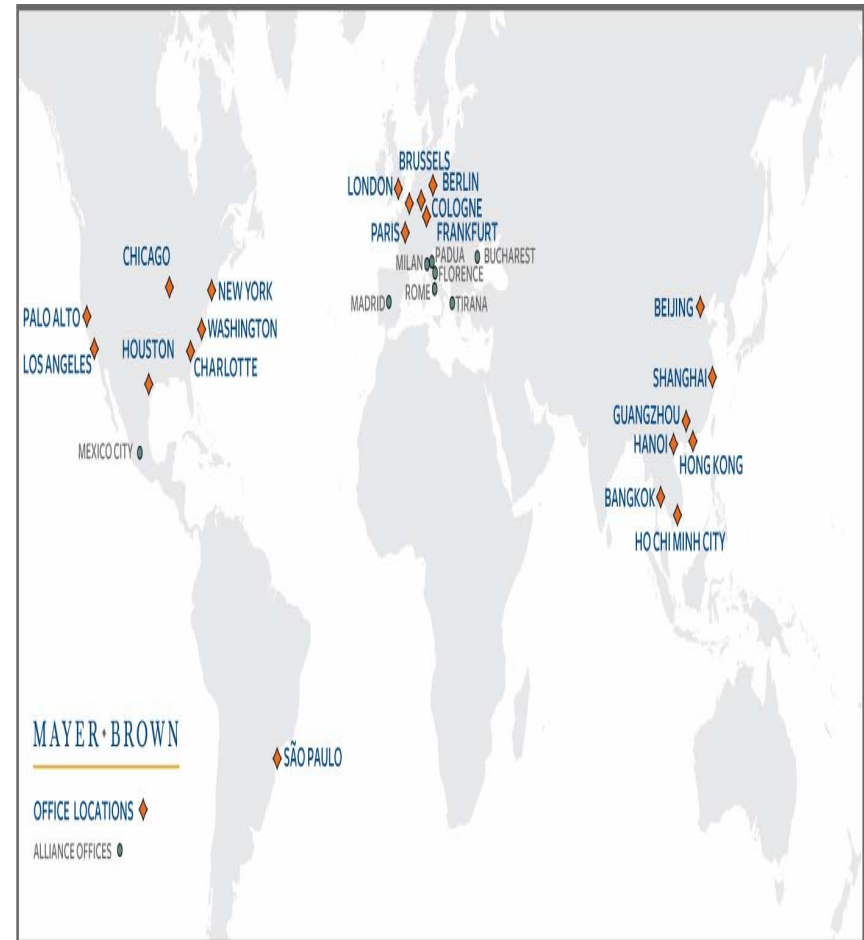 BRUSSELS
LONDON
BERLIN
COLOGNE
PARIS
FRANKFURT
CHICAGO
MILAN
PADUA
BUCHAREST
FLORENCE
NEW YORK
ROME
MADRID
TIRANA
BEIJING
PALO ALTO
WASHINGTON
HOUSTON
LOS ANGELES
CHARLOTTE
SHANGHAI
GUANGZHOU
HANOI
MEXICO CITY
HONG KONG
BANGKOK
HO CHI MINH CITY
MAYER·BROWN
SÃO PAULO
OFFICE LOCATIONS
ALLIANCE OFFICES